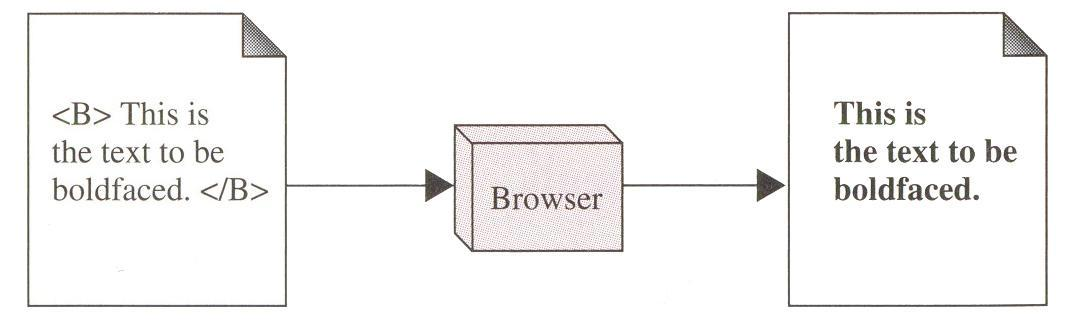 <B> This is
the text to be
boldfaced. </B>
Browser
This is
the text to be
boldfaced.